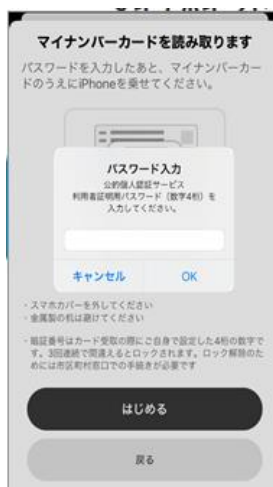 マイナンバーカードを読み取ります
パスワードを入力したあと、マイナンバーカー
ドのうえにiPhoneを乗せてください。
パスワード入力
公的個人認証サービス
利用者証明用パスワード（数字4桁）を
入力してください。
キャンセル
OK
・スマホカバーを外してください
・金属製の机は避けてください
・暗証番号はカード受取の際にご自身で設定した4桁の数字で
す。3回連続で間違えるとロックされます。ロック解除のた
めには市区町村窓口での手続きが必要です
はじめる
戻る